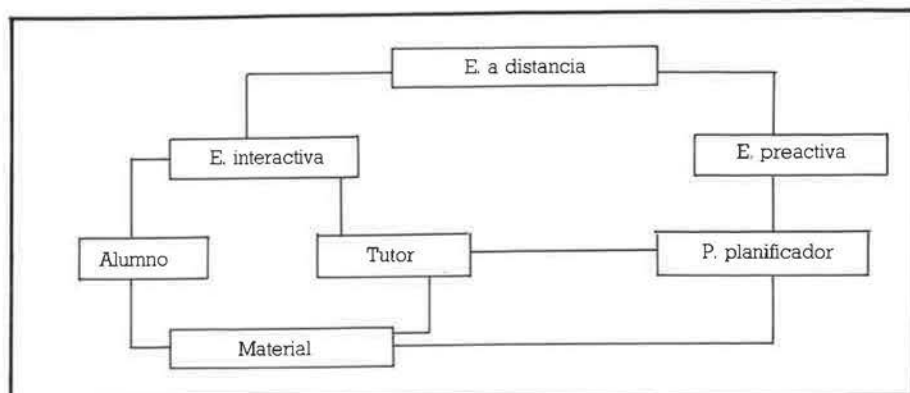 E. a distancia
E. interactiva
E. preactiva
Alumno
Tutor
P. planificador
Material